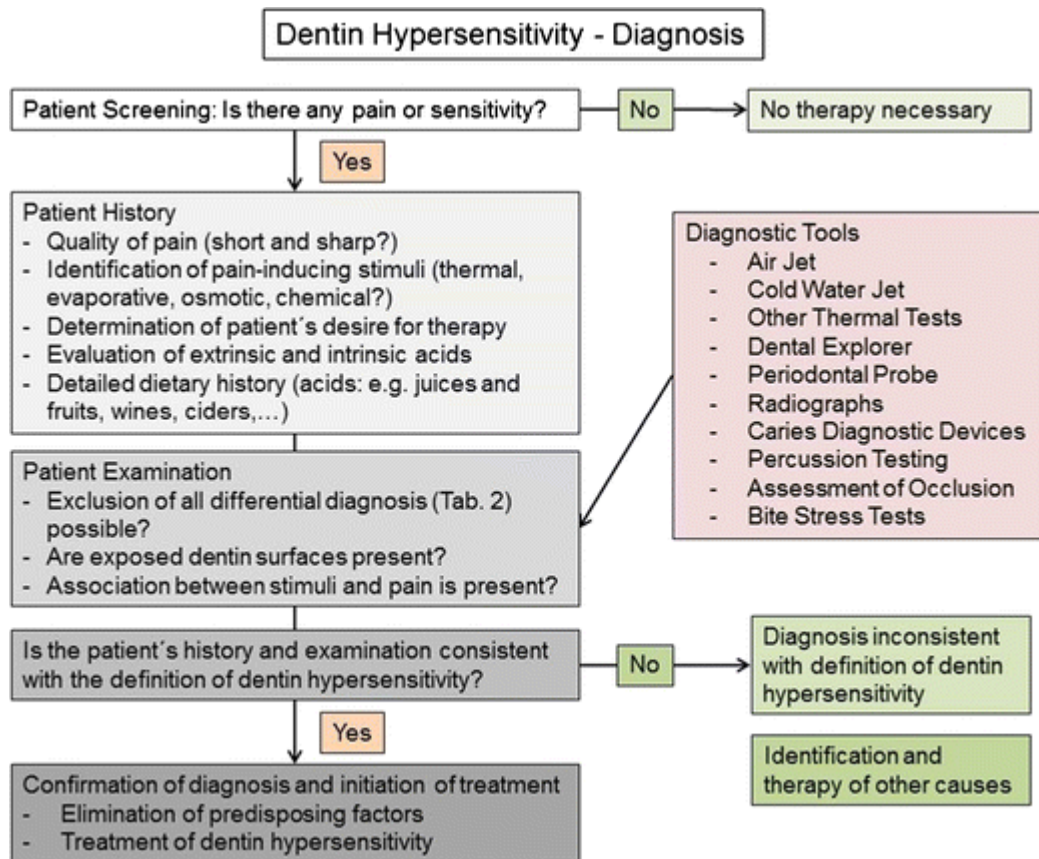 Dentin Hypersensitivity - Diagnosis
Patient Screening: Is there any pain or sensitivity?
No
No therapy necessary
Yes
Patient History
- Quality of pain (short and sharp?)
- Identification of pain-inducing stimuli (thermal,
evaporative, osmotic, chemical?)
- Determination of patient´s desire for therapy
- Evaluation of extrinsic and intrinsic acids
- Detailed dietary history (acids: e.g. juices and
fruits, wines, ciders,…)
Diagnostic Tools
- Air Jet
- Cold Water Jet
- Other Thermal Tests
- Dental Explorer
- Periodontal Probe
- Radiographs
- Caries Diagnostic Devices
- Percussion Testing
- Assessment of Occlusion
- Bite Stress Tests
Patient Examination
- Exclusion of all differential diagnosis (Tab. 2)
possible?
- Are exposed dentin surfaces present?
- Association between stimuli and pain is present?
Is the patient´s history and examination consistent
with the definition of dentin hypersensitivity?
No
Diagnosis inconsistent
with definition of dentin
hypersensitivity
Yes
Identification and
therapy of other causes
Confirmation of diagnosis and initiation of treatment
- Elimination of predisposing factors
- Treatment of dentin hypersensitivity